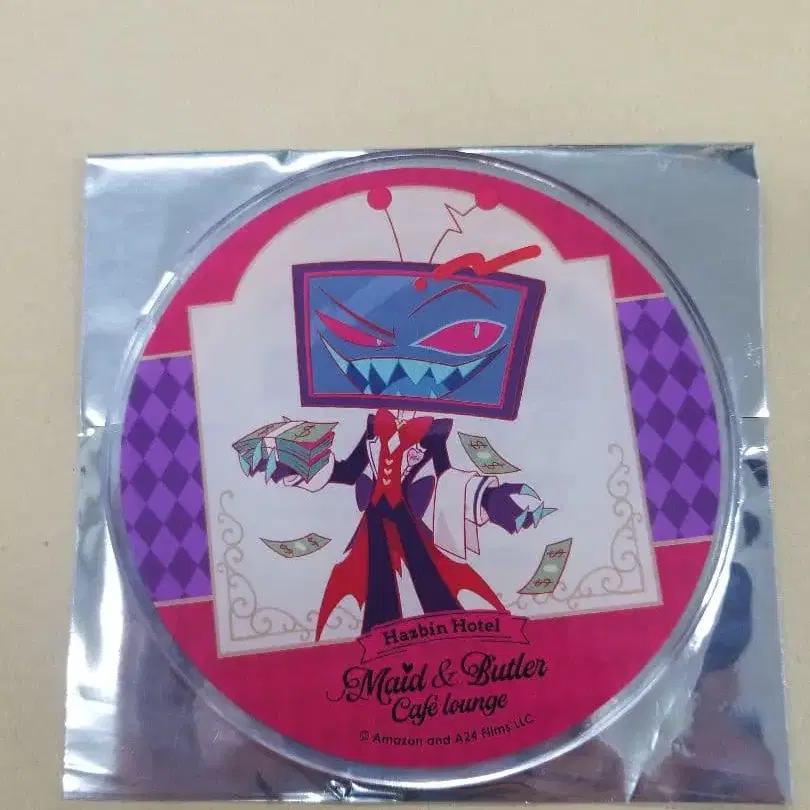 Hazbin Hotel
Maid & Butler
Café lounge
© Amazon and A24 Films LLC